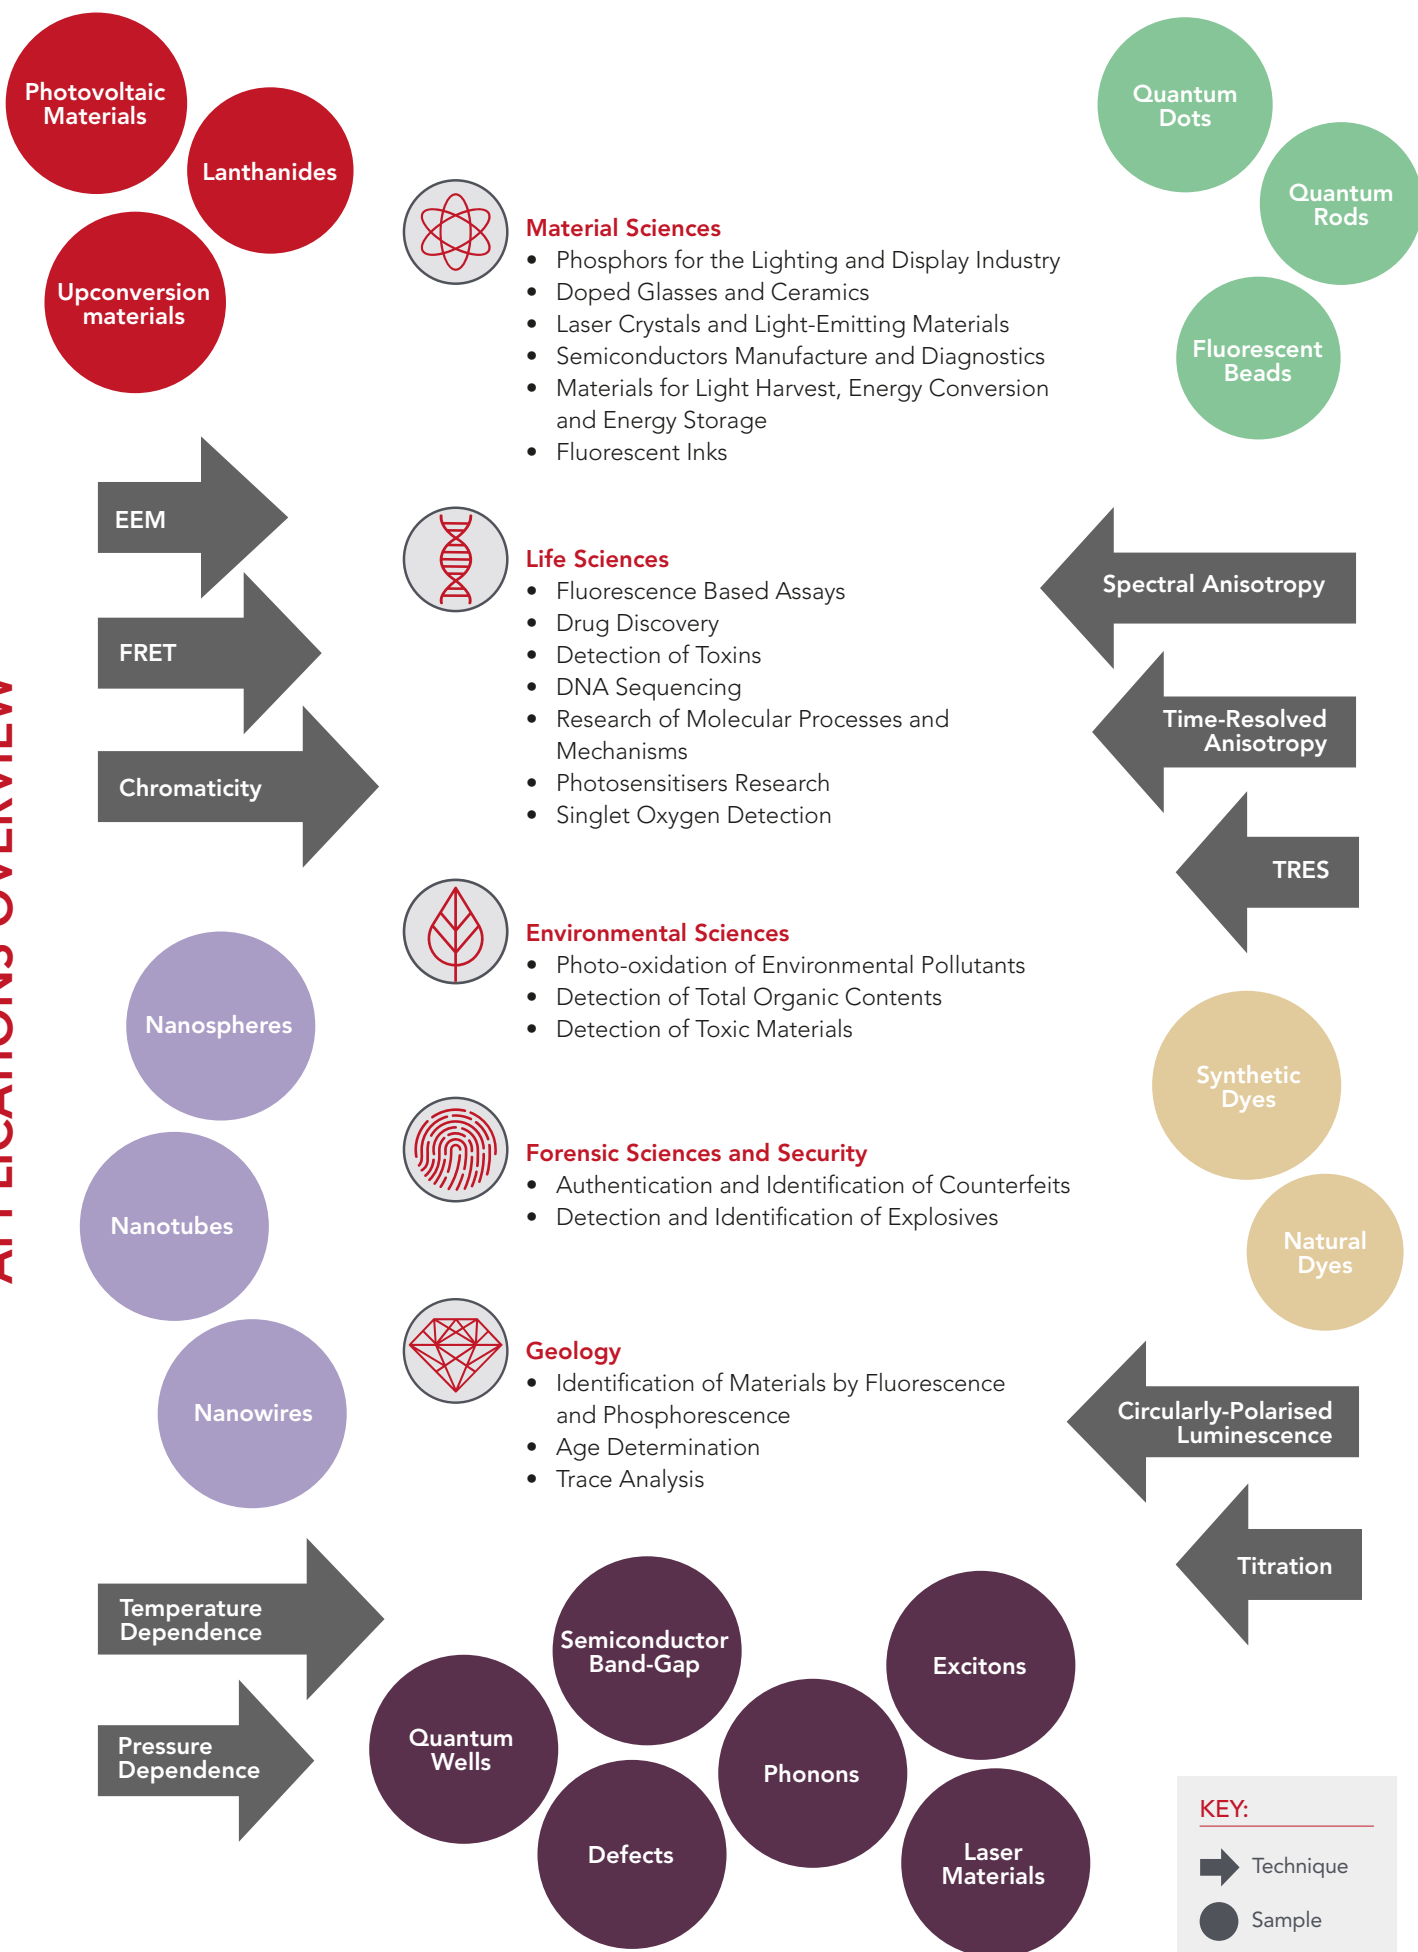 APPLICATIONS OVERVIEW
Photovoltaic
Materials
Lanthanides
Upconversion
materials
Quantum
Dots
Quantum
Rods
Fluorescent
Beads
Material Sciences
• Phosphors for the Lighting and Display Industry
• Doped Glasses and Ceramics
• Laser Crystals and Light-Emitting Materials
• Semiconductors Manufacture and Diagnostics
• Materials for Light Harvest, Energy Conversion
and Energy Storage
• Fluorescent Inks
EEM
FRET
Chromaticity
Life Sciences
• Fluorescence Based Assays
• Drug Discovery
• Detection of Toxins
• DNA Sequencing
• Research of Molecular Processes and
Mechanisms
• Photosensitisers Research
• Singlet Oxygen Detection
Spectral Anisotropy
Time-Resolved
Anisotropy
TRES
Environmental Sciences
• Photo-oxidation of Environmental Pollutants
• Detection of Total Organic Contents
• Detection of Toxic Materials
Nanospheres
Nanotubes
Nanowires
Synthetic
Dyes
Natural
Dyes
Forensic Sciences and Security
• Authentication and Identification of Counterfeits
• Detection and Identification of Explosives
Geology
• Identification of Materials by Fluorescence
and Phosphorescence
• Age Determination
• Trace Analysis
Circularly-Polarised
Luminescence
Titration
Temperature
Dependence
Pressure
Dependence
Semiconductor
Band-Gap
Excitons
Quantum
Wells
Phonons
Defects
Laser
Materials
KEY:
Technique
Sample